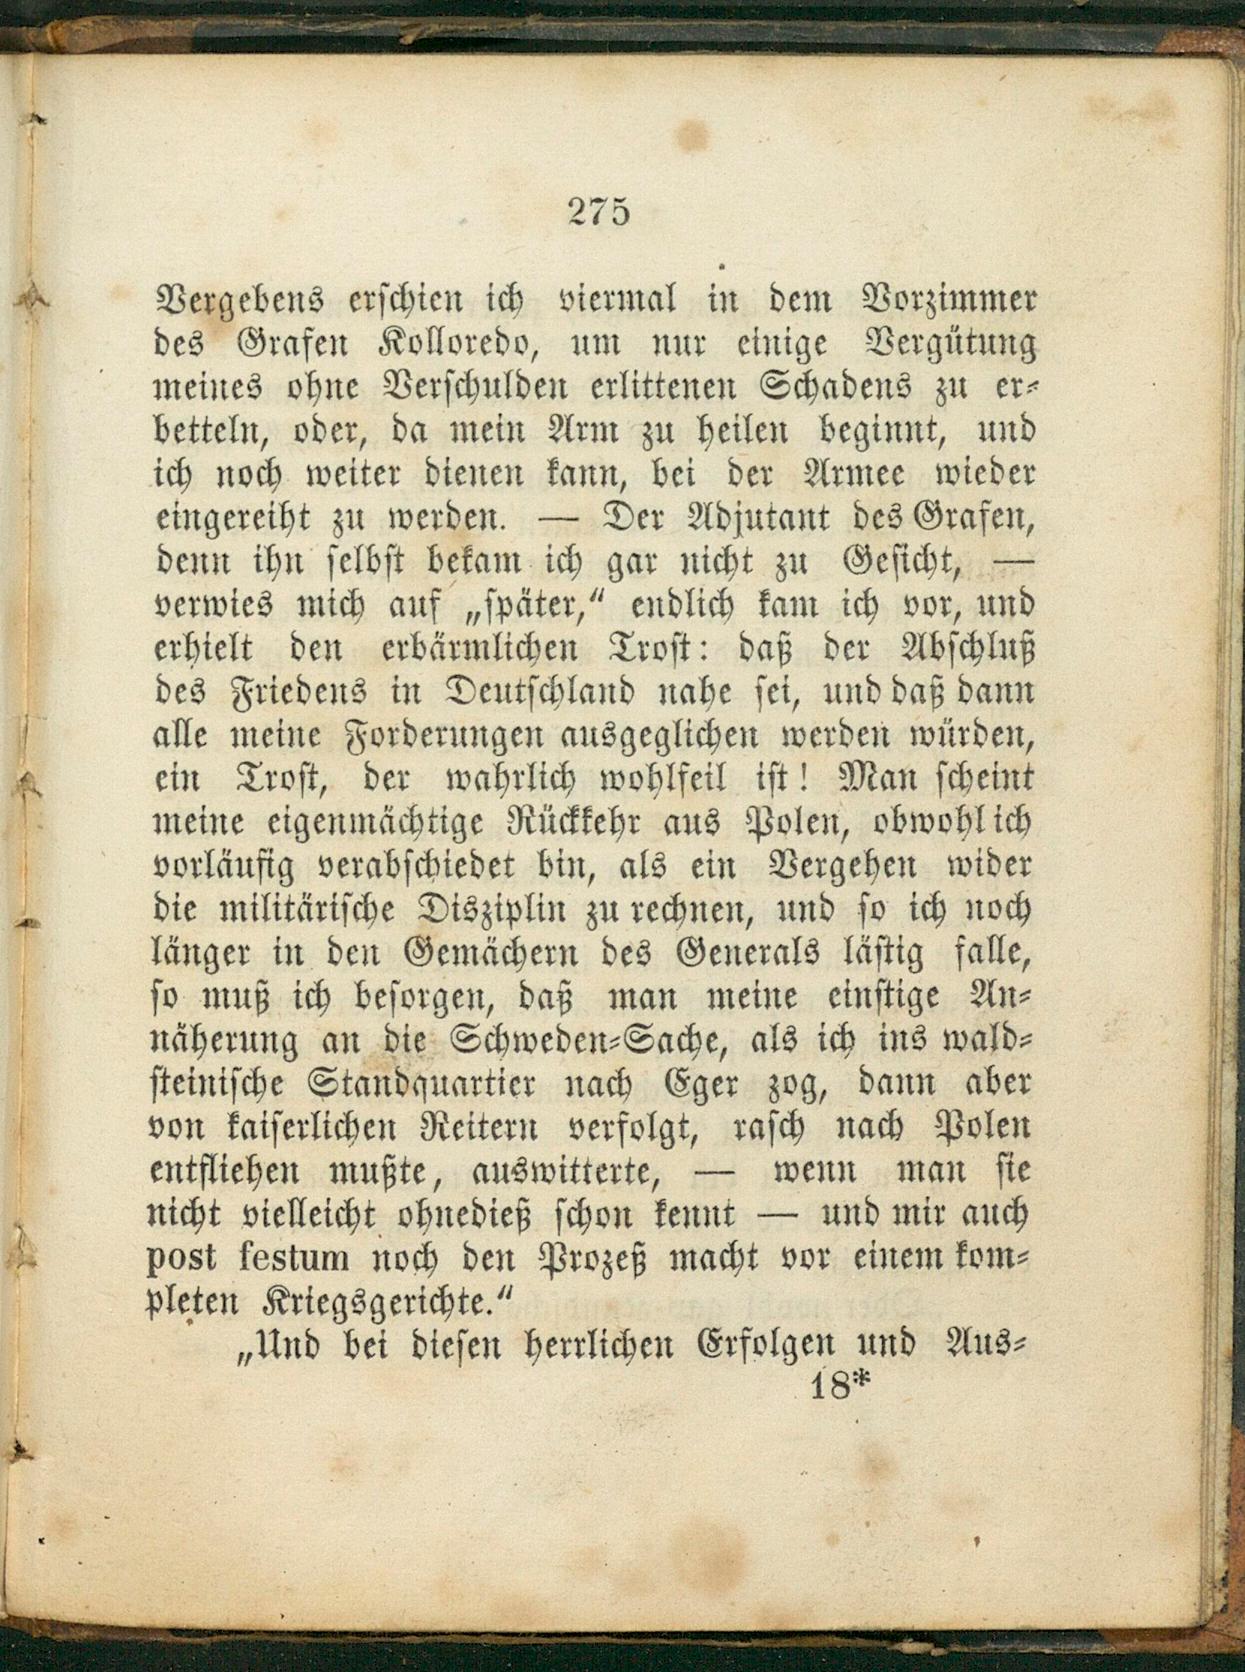 275
Vergebens erschien ich viermal in dem Vorzimmer
des Grafen Kolloredo, um nur einige Vergütung
meines ohne Verschulden erlittenen Schadens zu er-
betteln, oder, da mein Arm zu heilen beginnt, und
ich noch weiter dienen kann, bei der Armee wieder
eingereiht zu werden. — Der Adjutant des Grafen,
denn ihn selbst bekam ich gar nicht zu Gesicht, —
verwies mich auf „später,“ endlich kam ich vor, und
erhielt den erbärmlichen Trost: daß der Abschluß
des Friedens in Deutschland nahe sei, und daß dann
alle meine Forderungen ausgeglichen werden würden,
ein Trost, der wahrlich wohlfeil ist! Man scheint
meine eigenmächtige Rückkehr aus Polen, obwohl ich
vorläufig verabschiedet bin, als ein Vergehen wider
die militärische Disziplin zu rechnen, und so ich noch
länger in den Gemächern des Generals lästig falle,
so muß ich besorgen, daß man meine einstige An-
näherung an die Schweden-Sache, als ich ins wald-
steinische Standquartier nach Eger zog, dann aber
von kaiserlichen Reitern verfolgt, rasch nach Polen
entfliehen mußte, auswitterte, — wenn man sie
nicht vielleicht ohnedieß schon kennt — und mir auch
post festum noch den Prozeß macht vor einem kom-
pleten Kriegsgerichte.“
„Und bei diesen herrlichen Erfolgen und Aus-
18*